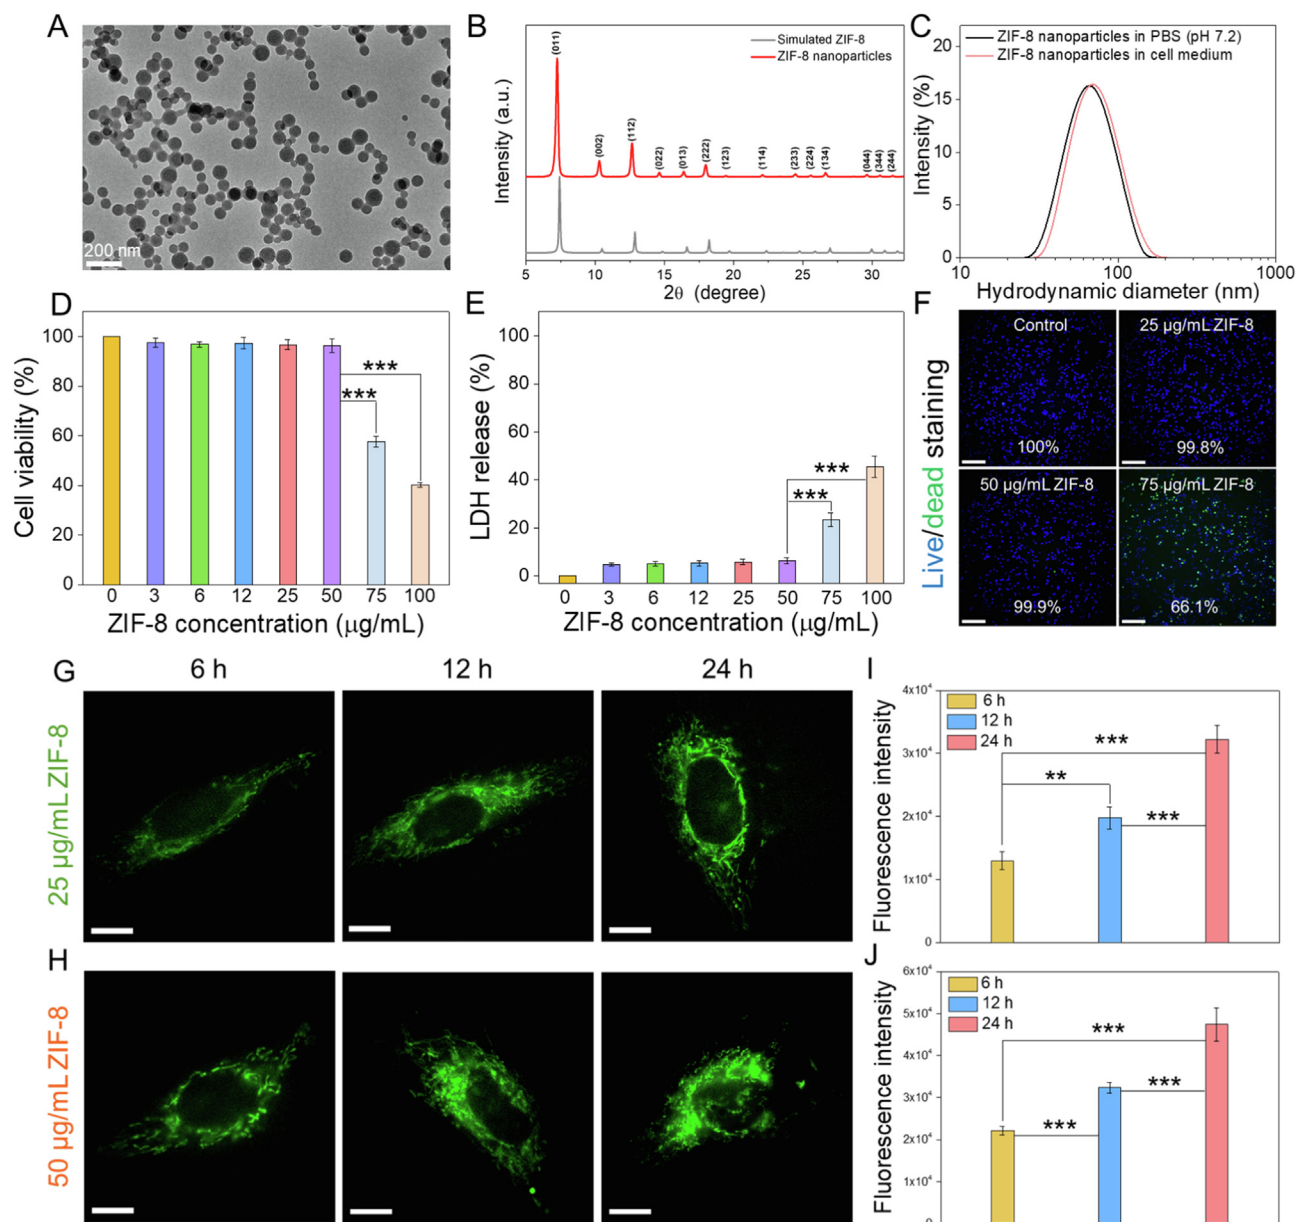 A
200 nm
B
Simulated ZIF-8
ZIF-8 nanoparticles
(011)
(002)
(112)
(022)
(013)
(222)
(123)
(114)
(233)
(224)
(134)
(044)
(344)
(244)
Intensity (a.u.)
5 10 15 20 25 30
2θ (degree)
C
ZIF-8 nanoparticles in PBS (pH 7.2)
ZIF-8 nanoparticles in cell medium
Intensity (%)
20
15
10
5
0
10 100 1000
Hydrodynamic diameter (nm)
D
Cell viability (%)
100
80
60
40
20
0
***
***
0 3 6 12 25 50 75 100
ZIF-8 concentration (μg/mL)
E
LDH release (%)
100
80
60
40
20
0
***
***
0 3 6 12 25 50 75 100
ZIF-8 concentration (μg/mL)
F
Live/dead staining
Control
100%
25 μg/mL ZIF-8
99.8%
50 μg/mL ZIF-8
99.9%
75 μg/mL ZIF-8
66.1%
G
6 h 12 h 24 h
25 μg/mL ZIF-8
H
50 μg/mL ZIF-8
I
Fluorescence intensity
4x10⁴
3x10⁴
2x10⁴
1x10⁴
0
6 h
12 h
24 h
***
**
***
J
Fluorescence intensity
6x10⁴
5x10⁴
4x10⁴
3x10⁴
2x10⁴
1x10⁴
0
6 h
12 h
24 h
***
***
***